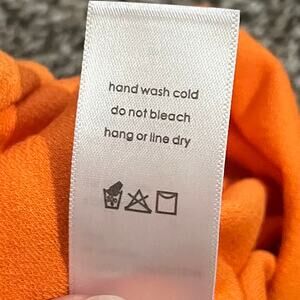 hand wash cold
do not bleach
hang or line dry